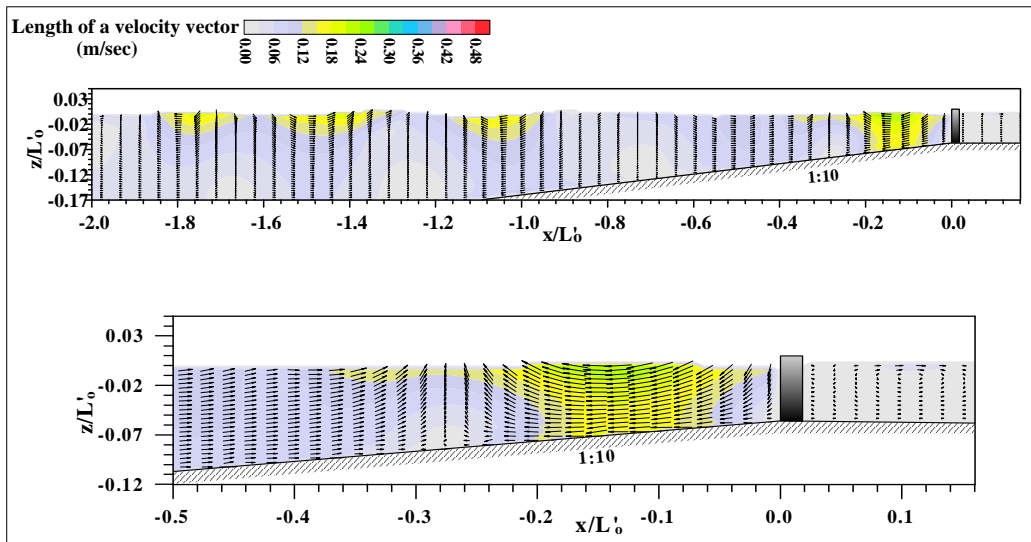 Length of a velocity vector
(m/sec)
0.00 0.06 0.12 0.18 0.24 0.30 0.36 0.42 0.48
z/L'o
0.03
-0.02
-0.07
-0.12
-0.17
1:10
-2.0 -1.8 -1.6 -1.4 -1.2 -1.0 -0.8 -0.6 -0.4 -0.2 0.0
x/L'o
z/L'o
0.03
-0.02
-0.07
-0.12
1:10
-0.5 -0.4 -0.3 -0.2 -0.1 0.0 0.1
x/L'o